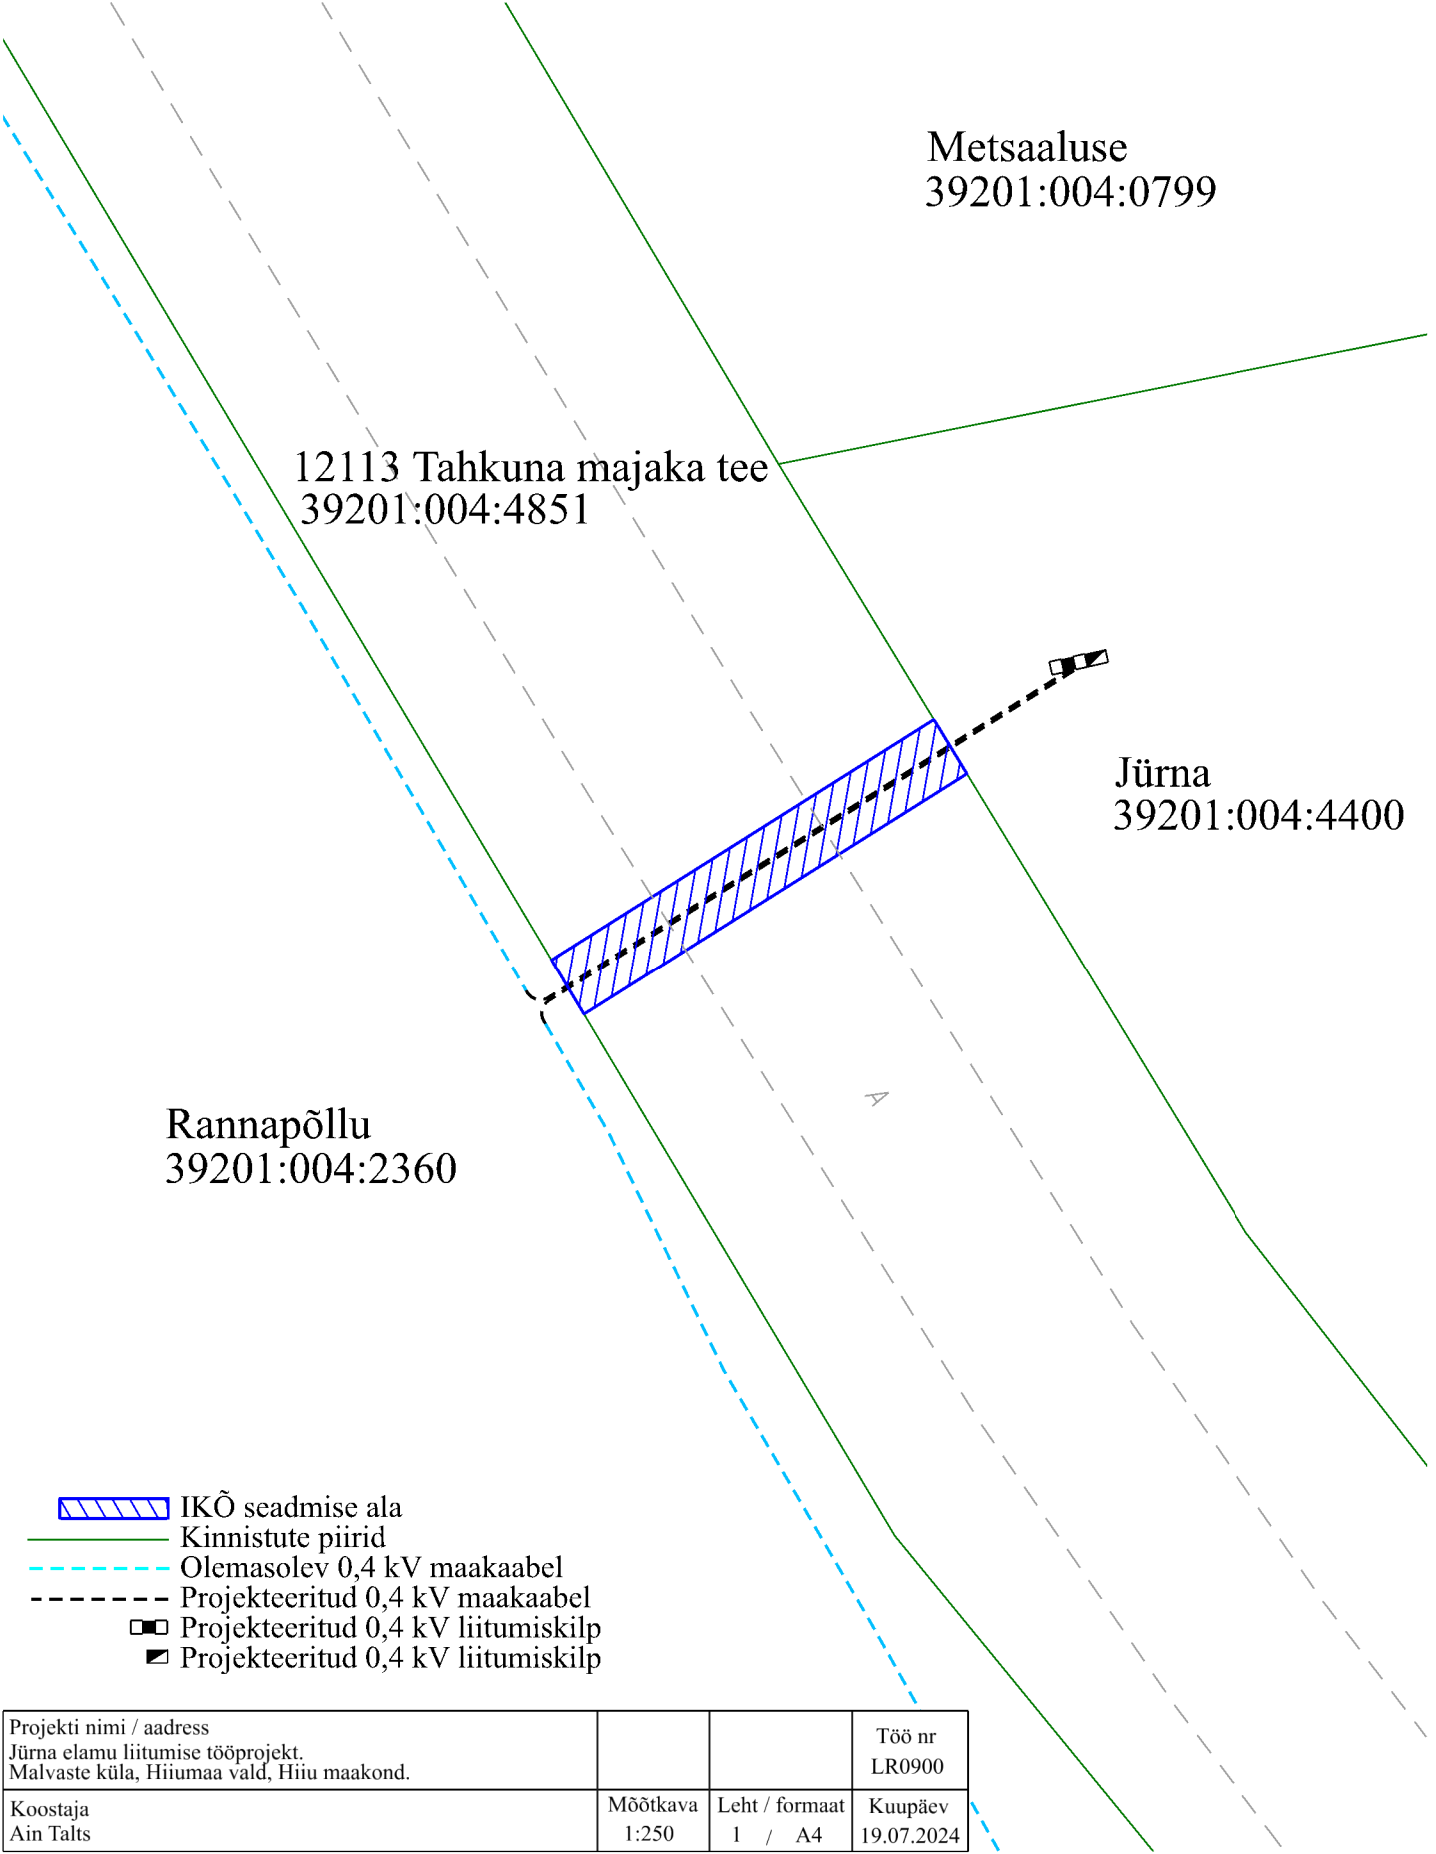 Metsaaluse
39201:004:0799
12113 Tahkuna majaka tee
39201:004:4851
Jürna
39201:004:4400
A
Rannapõllu
39201:004:2360
IKÕ seadmise ala
Kinnistute piirid
Olemasolev 0,4 kV maakaabel
Projekteeritud 0,4 kV maakaabel
Projekteeritud 0,4 kV liitumiskilp
Projekteeritud 0,4 kV liitumiskilp
Projekti nimi / aadress
Jürna elamu liitumise tööprojekt.
Malvaste küla, Hiiumaa vald, Hiiu maakond.
Töö nr
LR0900
Koostaja
Ain Talts
Mõõtkava
1:250
Leht / formaat
1 / A4
Kuupäev
19.07.2024